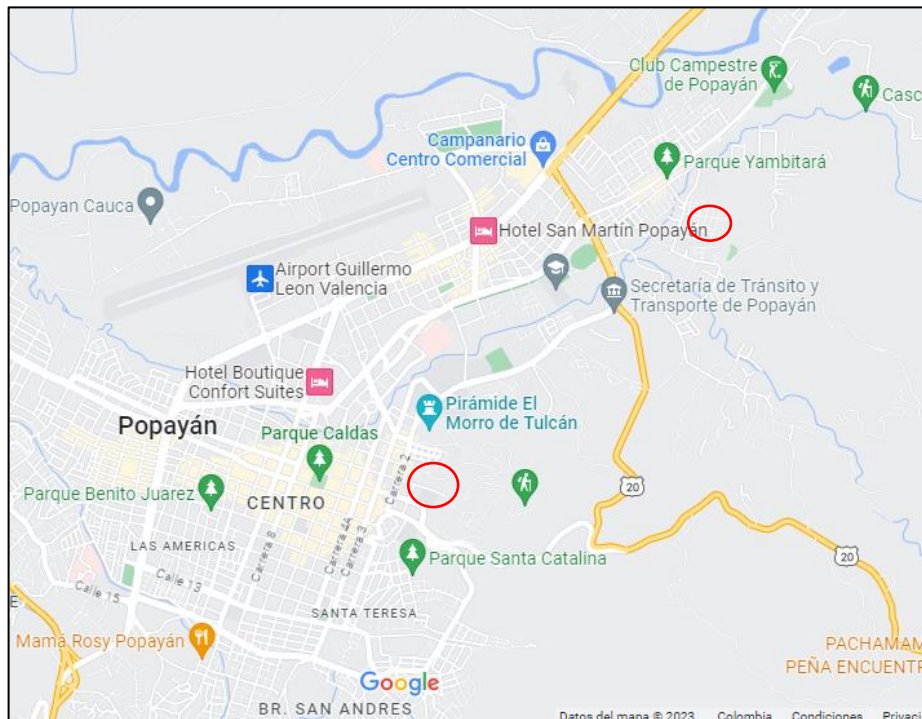 Club Campestre
de Popayán
Casc
Campanario
Centro Comercial
Parque Yambitará
Popayan Cauca
Hotel San Martín Popayán
Airport Guillermo
Leon Valencia
Secretaría de Tránsito y
Transporte de Popayán
Hotel Boutique
Confort Suites
Pirámide El
Morro de Tulcán
Popayán
Parque Caldas
Carrera 2
Parque Benito Juarez
CENTRO
20
LAS AMERICAS
Carrera 8
Carrera 4A
Carrera 3
Parque Santa Catalina
20
Calle 13
Calle 15
E
SANTA TERESA
Mamá Rosy Popayán
PACHAMAM
PEÑA ENCUENTR
Google
BR. SAN ANDRES
Datos del mapa © 2023 Colombia Condiciones Privaci